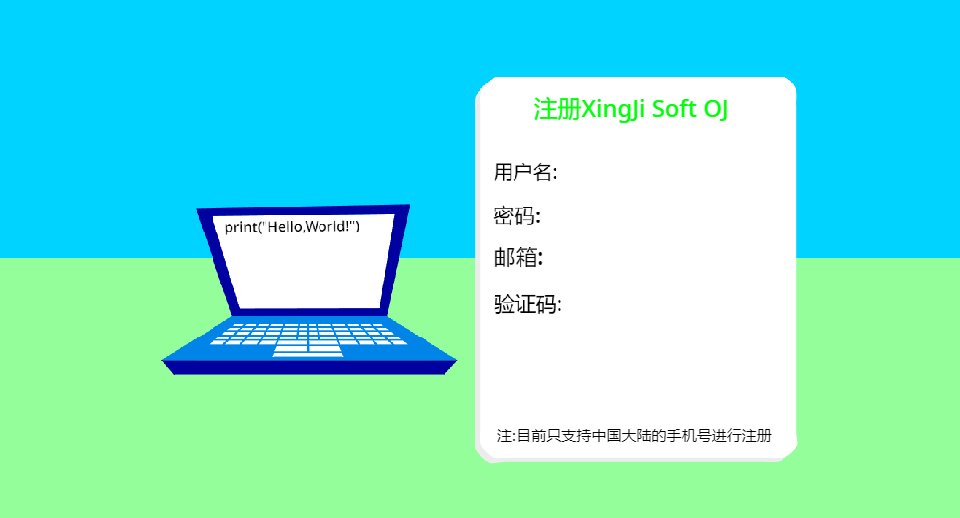 注册XingJi Soft OJ
用户名:
密码:
print("Hello,World!")
邮箱:
验证码:
注:目前只支持中国大陆的手机号进行注册